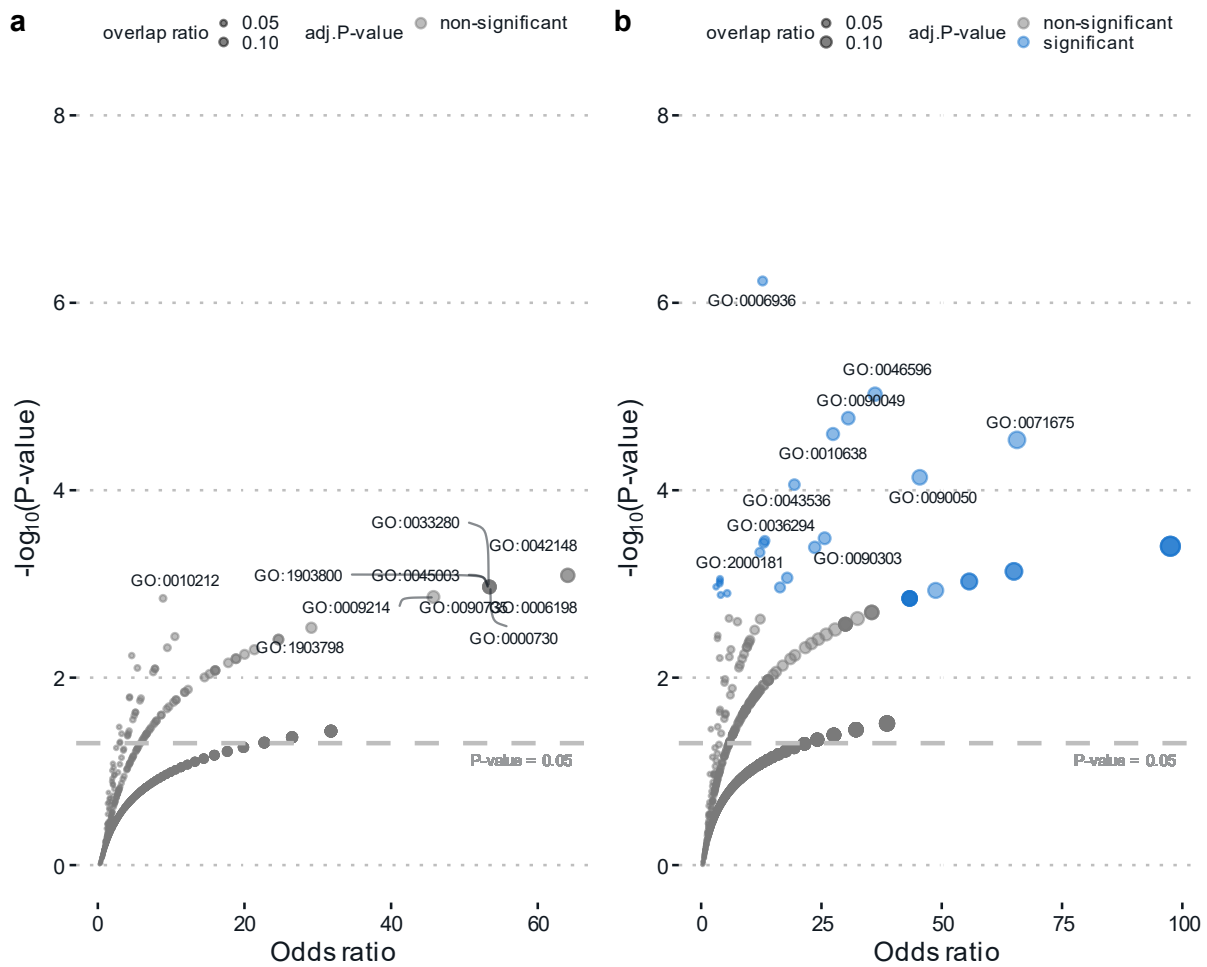 a
overlap ratio
0.05
0.10
adj.P-value
non-significant
8
6
4
2
0
-log10(P-value)
GO:0033280
GO:0042148
GO:0010212
GO:1903800
GO:0045003
GO:0009214
GO:0090735
GO:0006198
GO:0000730
GO:1903798
P-value = 0.05
0
20
40
60
Odds ratio
b
overlap ratio
0.05
0.10
adj.P-value
non-significant
significant
8
6
4
2
0
-log10(P-value)
GO:0006936
GO:0046596
GO:0090049
GO:0071675
GO:0010638
GO:0043536
GO:0090050
GO:0036294
GO:0090303
GO:2000181
P-value = 0.05
0
25
50
75
100
Odds ratio